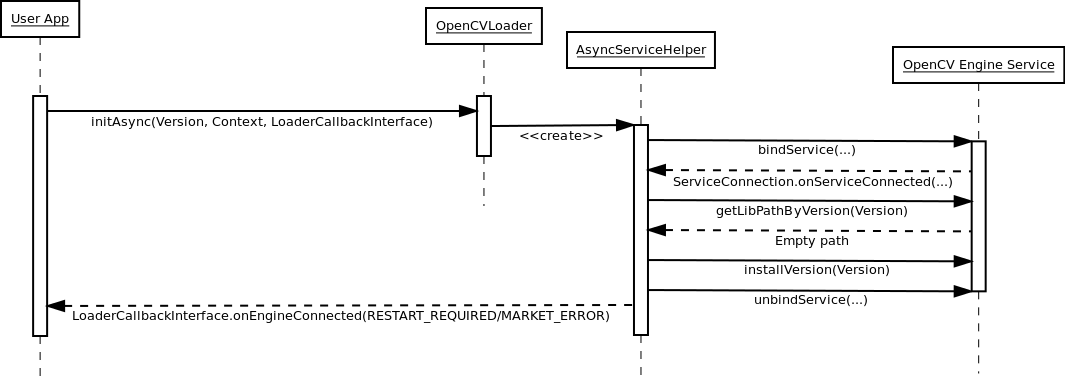 User App
OpenCVLoader
AsyncServiceHelper
OpenCV Engine Service
initAsync(Version, Context, LoaderCallbackInterface)
<<create>>
bindService(...)
ServiceConnection.onServiceConnected(...)
getLibPathByVersion(Version)
Empty path
installVersion(Version)
unbindService(...)
LoaderCallbackInterface.onEngineConnected(RESTART_REQUIRED/MARKET_ERROR)